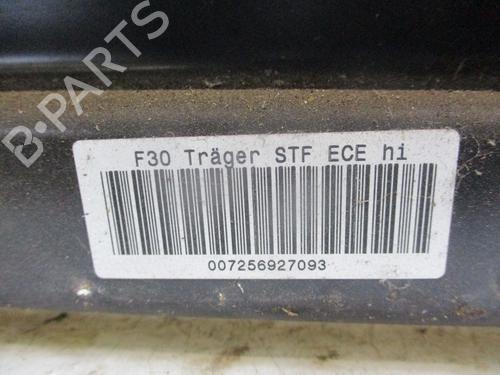 B-PARTS
F30 Träger STF ECE hi
007256927093